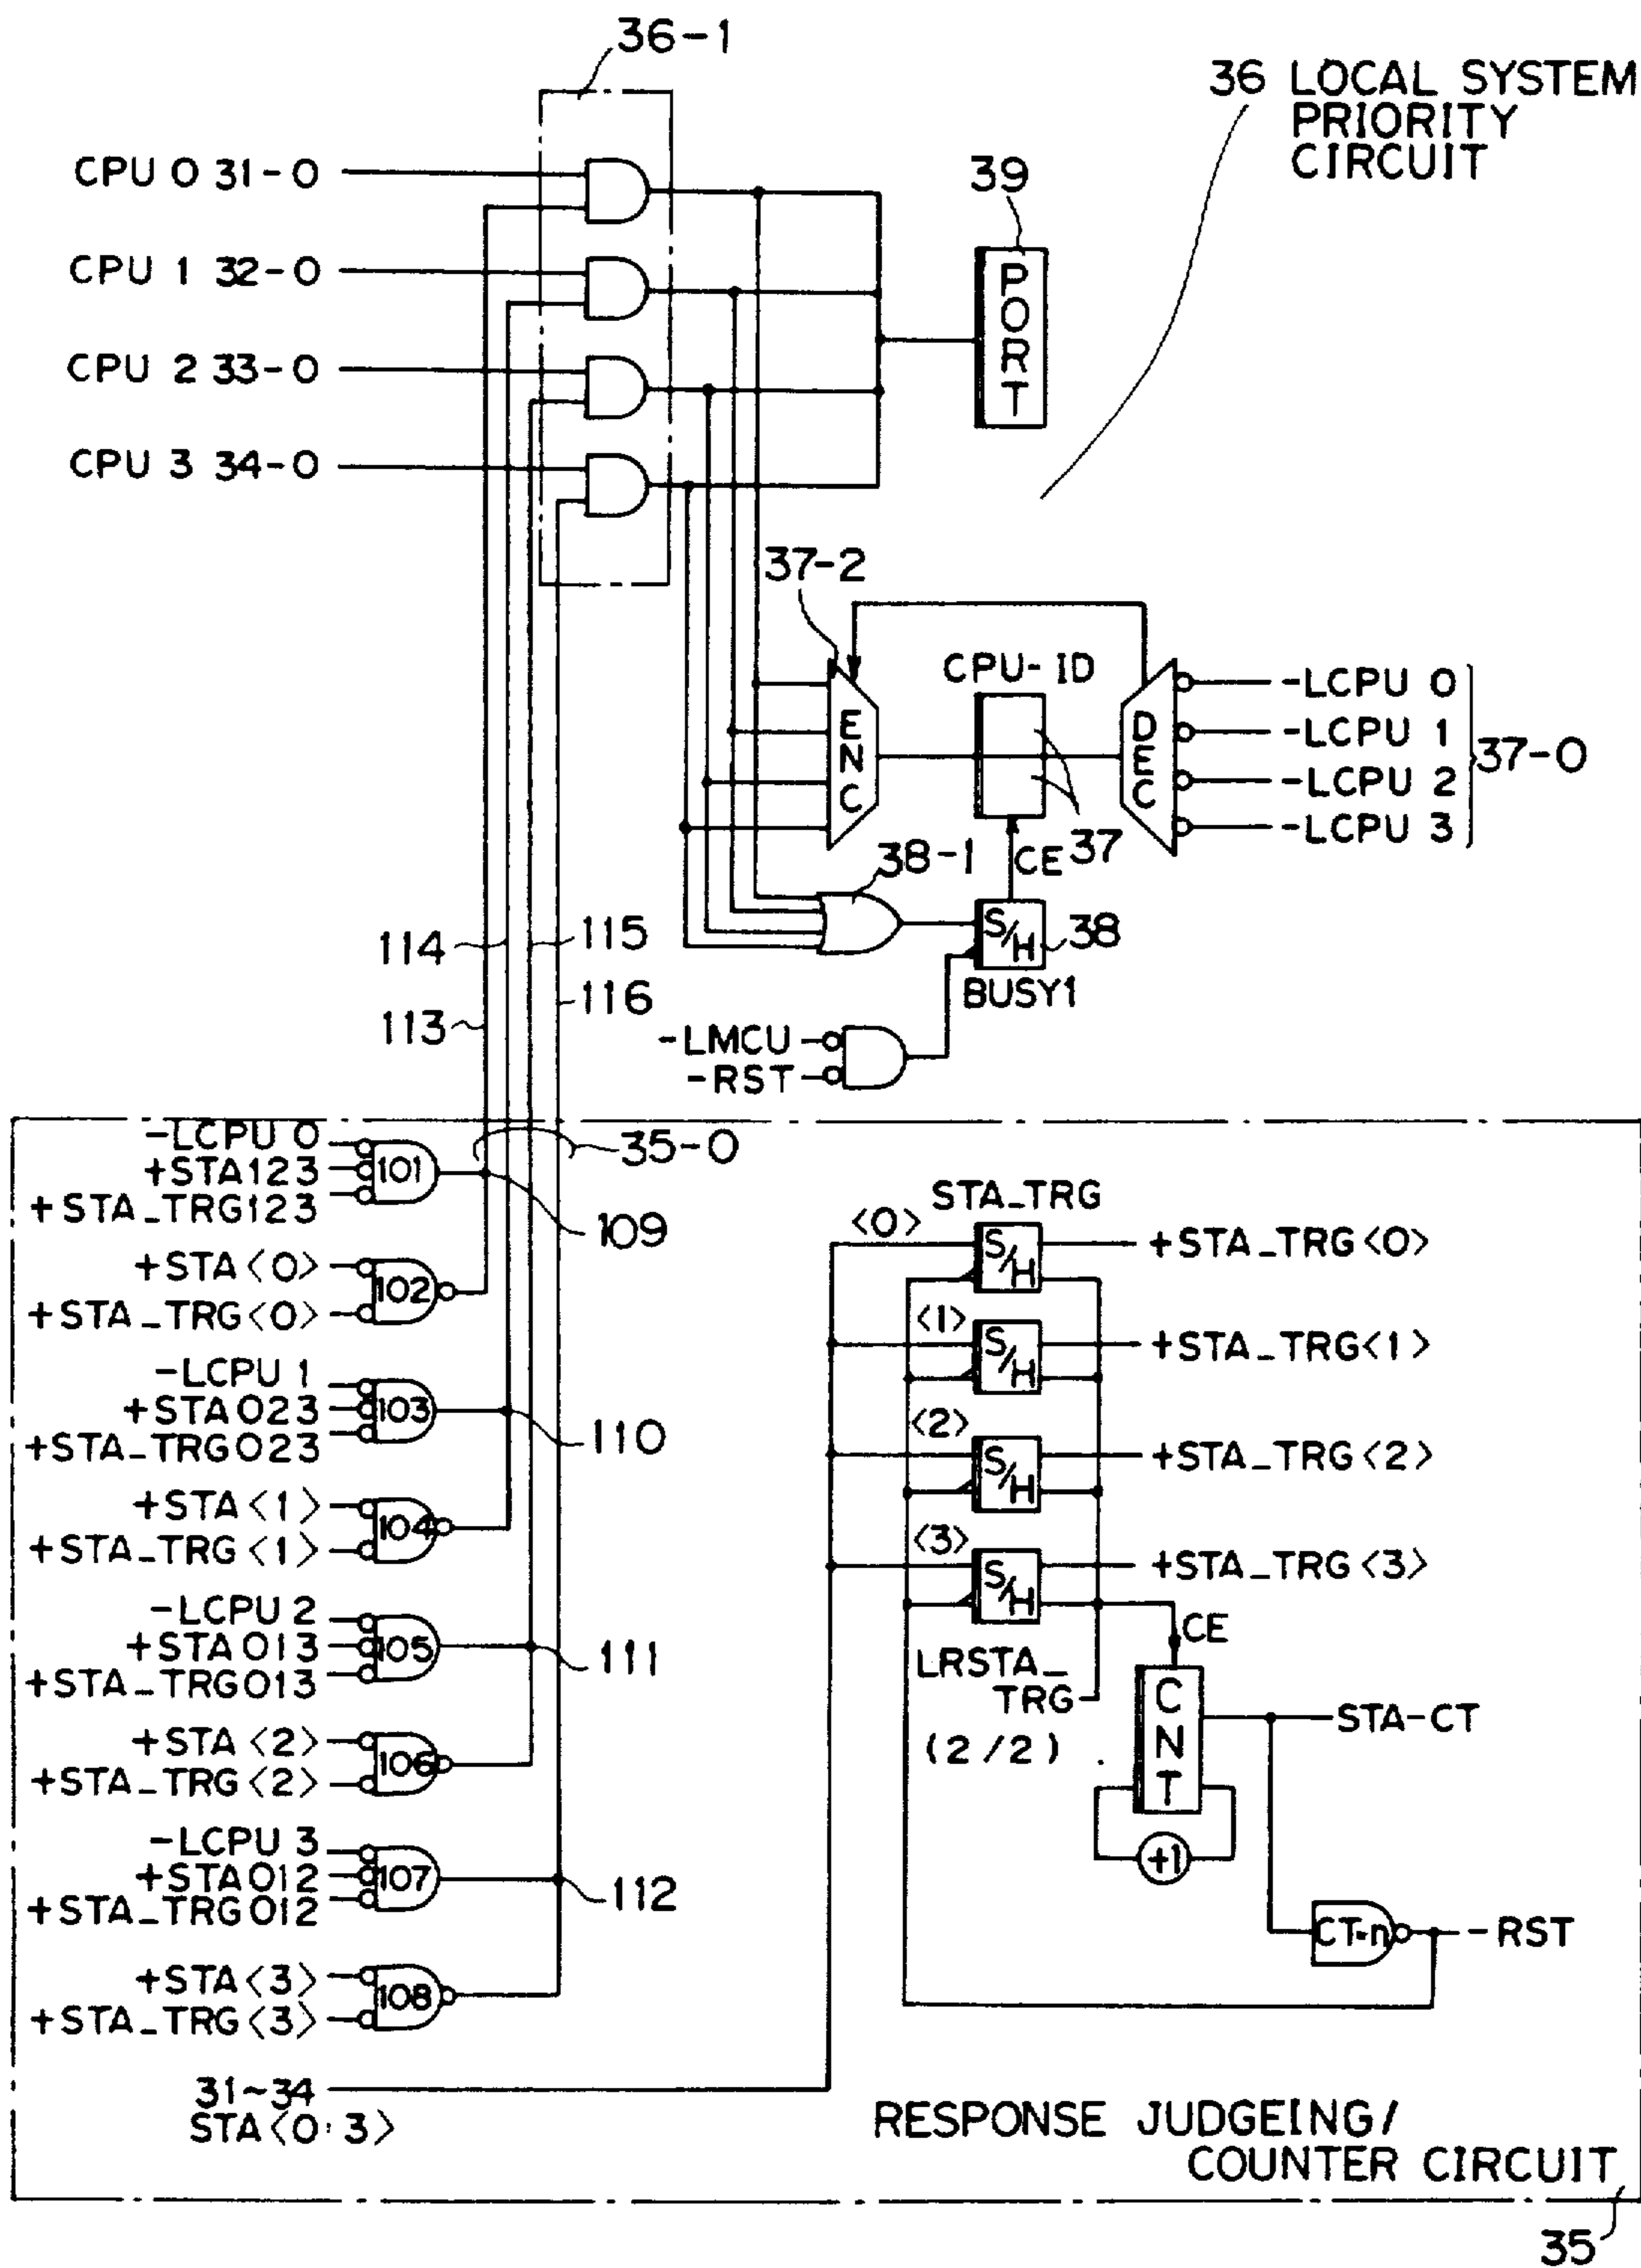 36-1
36 LOCAL SYSTEM
PRIORITY
CIRCUIT
CPU 0 31-0
39
PORT
CPU 1 32-0
CPU 2 33-0
CPU 3 34-0
37-2
CPU-ID
ENC
DEC
-LCPU 0
-LCPU 1
-LCPU 2
-LCPU 3
37-0
38-1
CE
37
S/H
38
BUSY1
114
115
113
116
-LMCU
-RST
-LCPU 0
+STA123
+STA_TRG123
101
35-0
109
+STA<0>
+STA_TRG<0>
102
-LCPU 1
+STA023
+STA_TRG023
103
110
+STA<1>
+STA_TRG<1>
104
-LCPU 2
+STA013
+STA_TRG013
105
111
+STA<2>
+STA_TRG<2>
106
-LCPU 3
+STA012
+STA_TRG012
107
112
+STA<3>
+STA_TRG<3>
108
31~34
STA<0:3>
STA_TRG
<0>
S/H
+STA_TRG<0>
<1>
S/H
+STA_TRG<1>
<2>
S/H
+STA_TRG<2>
<3>
S/H
+STA_TRG<3>
CE
LRSTA_
TRG
(2/2)
CNT
STA-CT
+1
CT=n
-RST
RESPONSE JUDGEING/
COUNTER CIRCUIT
35